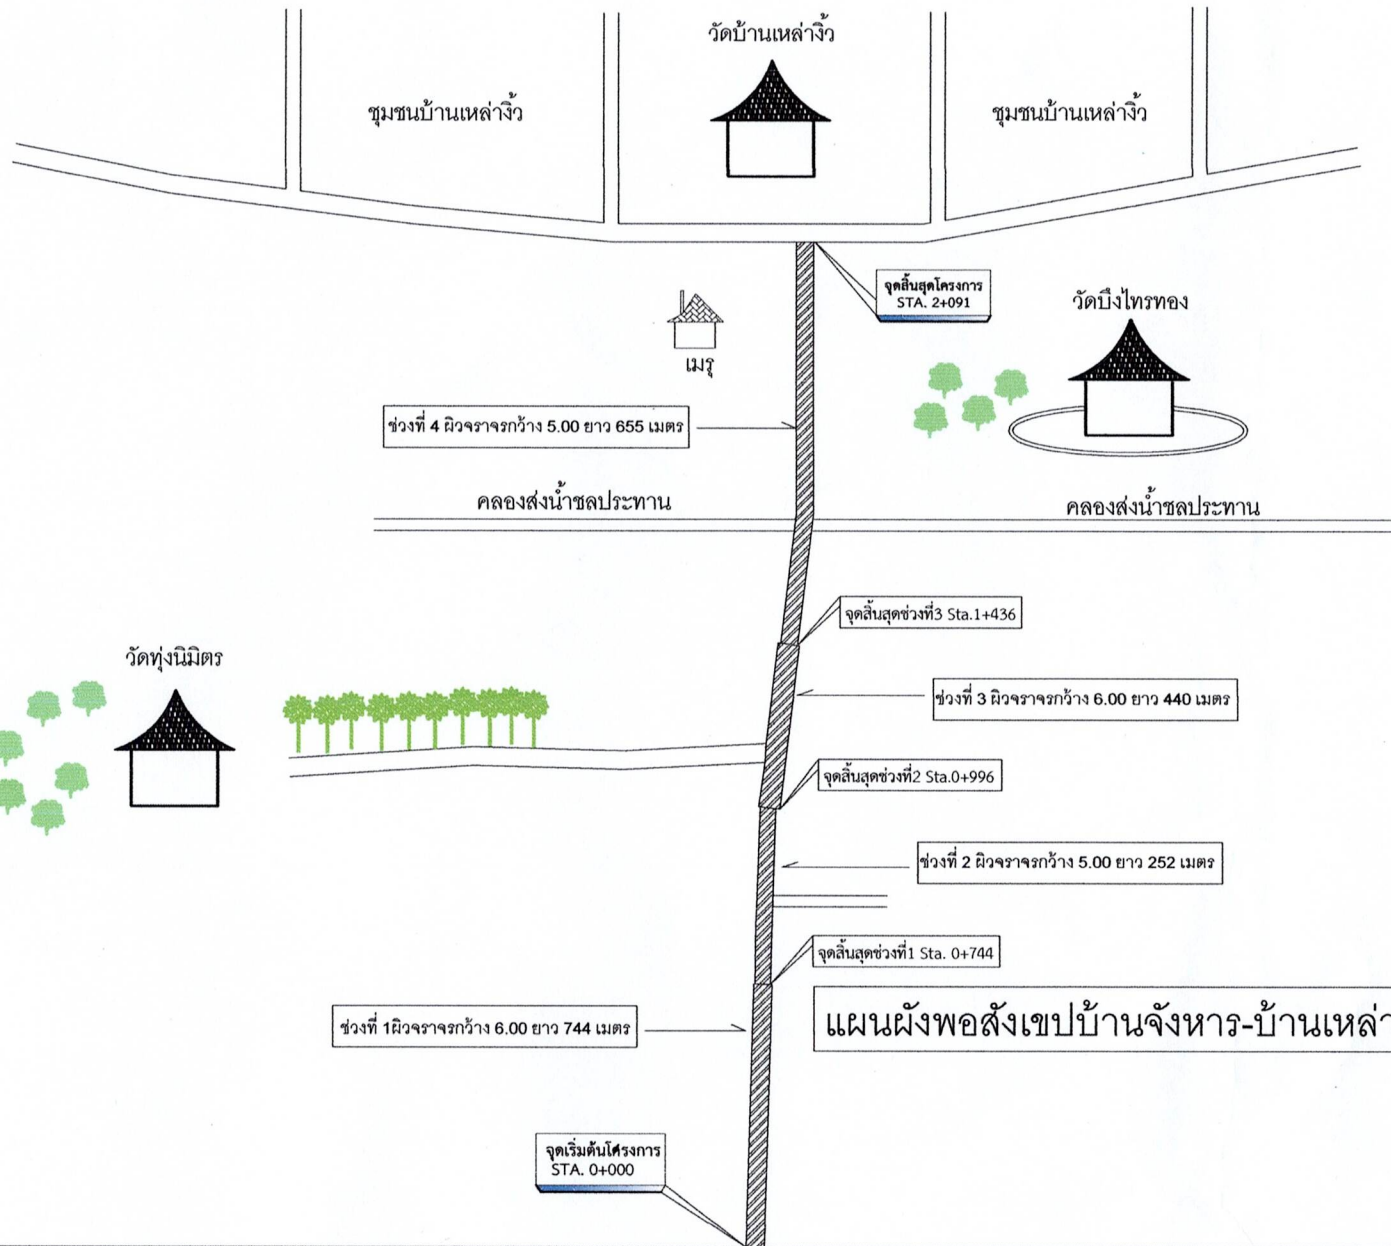 วัดบ้านเหล่างิ้ว
ชุมชนบ้านเหล่างิ้ว
ชุมชนบ้านเหล่างิ้ว
จุดสิ้นสุดโครงการ
STA. 2+091
วัดบึงไทรทอง
เมรุ
ช่วงที่ 4 ผิวจราจรกว้าง 5.00 ยาว 655 เมตร
คลองส่งน้ำชลประทาน
คลองส่งน้ำชลประทาน
จุดสิ้นสุดช่วงที่3 Sta.1+436
วัดทุ่งนิมิตร
ช่วงที่ 3 ผิวจราจรกว้าง 6.00 ยาว 440 เมตร
จุดสิ้นสุดช่วงที่2 Sta.0+996
ช่วงที่ 2 ผิวจราจรกว้าง 5.00 ยาว 252 เมตร
จุดสิ้นสุดช่วงที่1 Sta. 0+744
แผนผังพอสังเขปบ้านจังหาร-บ้านเหล่า
ช่วงที่ 1ผิวจราจรกว้าง 6.00 ยาว 744 เมตร
จุดเริ่มต้นโครงการ
STA. 0+000